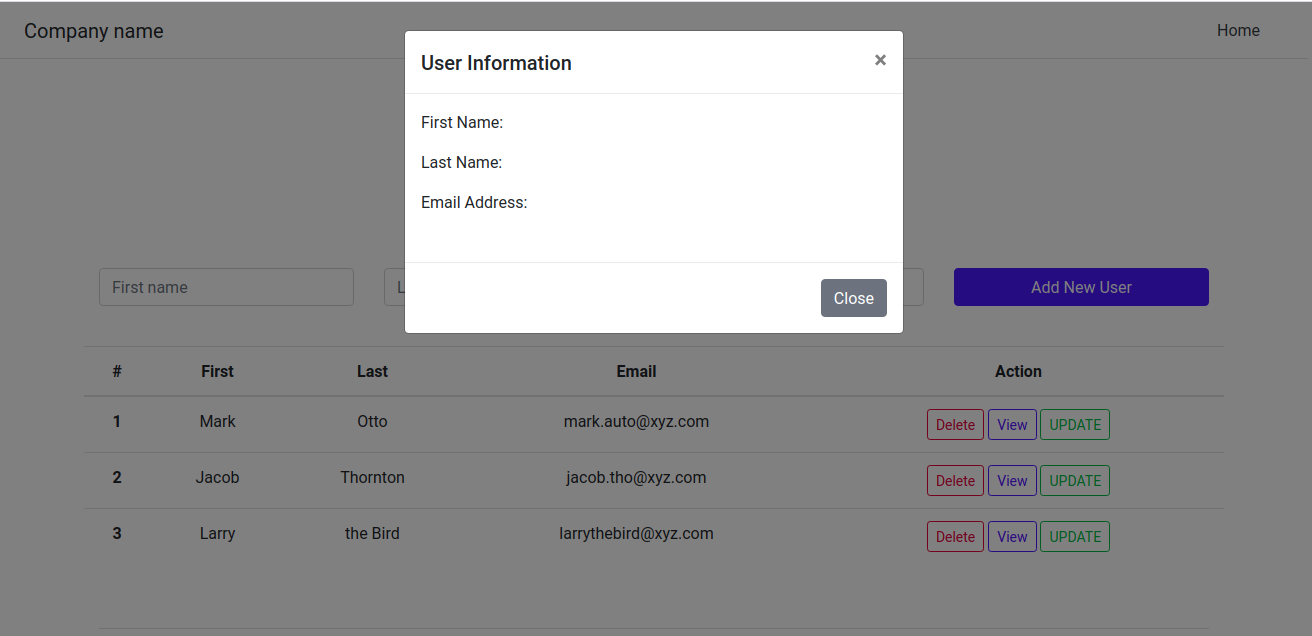 Company name Home
User Information ×
First Name:
Last Name:
Email Address:
Close
First name L Add New User
# First Last Email Action
1 Mark Otto mark.auto@xyz.com Delete View UPDATE
2 Jacob Thornton jacob.tho@xyz.com Delete View UPDATE
3 Larry the Bird larrythebird@xyz.com Delete View UPDATE